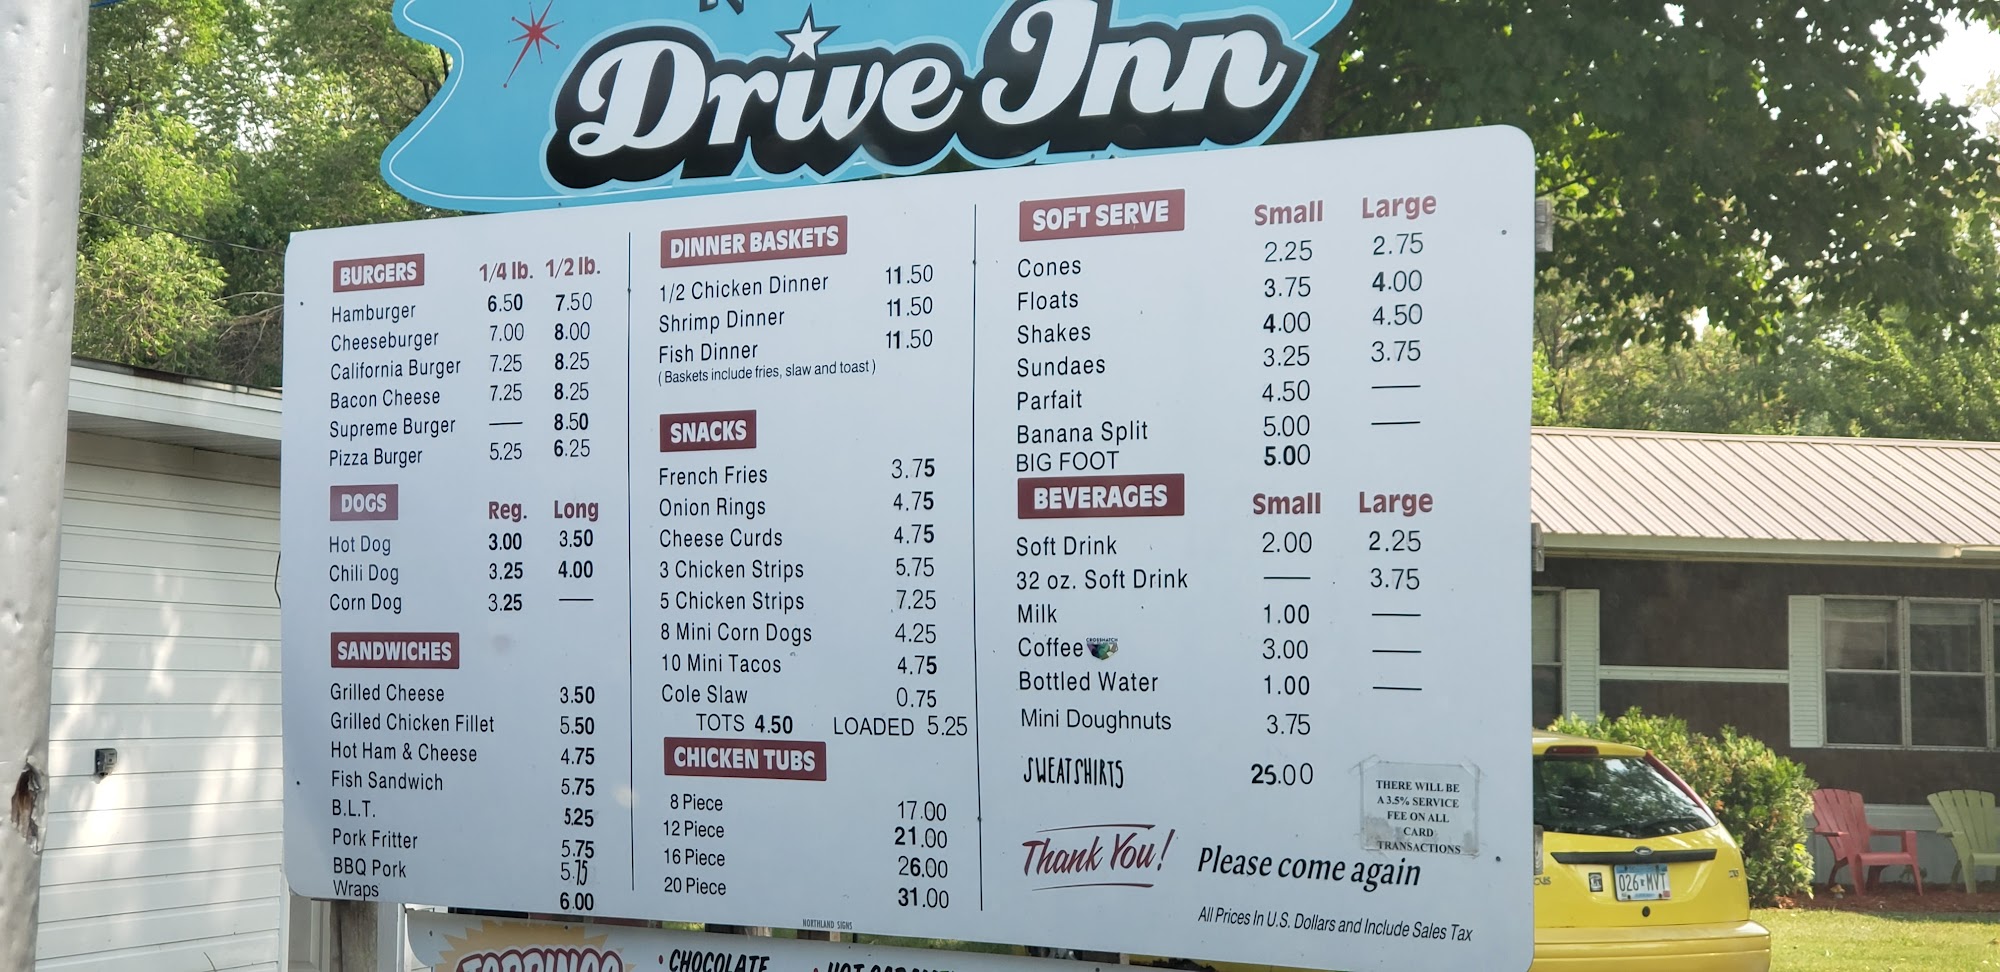 Drive Inn
BURGERS 1/4 lb. 1/2 lb.
Hamburger 6.50 7.50
Cheeseburger 7.00 8.00
California Burger 7.25 8.25
Bacon Cheese 7.25 8.25
Supreme Burger — 8.50
Pizza Burger 5.25 6.25
DOGS Reg. Long
Hot Dog 3.00 3.50
Chili Dog 3.25 4.00
Corn Dog 3.25 —
SANDWICHES
Grilled Cheese 3.50
Grilled Chicken Fillet 5.50
Hot Ham & Cheese 4.75
Fish Sandwich 5.75
B.L.T. 5.25
Pork Fritter 5.75
BBQ Pork 5.75
Wraps 6.00
DINNER BASKETS
1/2 Chicken Dinner 11.50
Shrimp Dinner 11.50
Fish Dinner 11.50
( Baskets include fries, slaw and toast )
SNACKS
French Fries 3.75
Onion Rings 4.75
Cheese Curds 4.75
3 Chicken Strips 5.75
5 Chicken Strips 7.25
8 Mini Corn Dogs 4.25
10 Mini Tacos 4.75
Cole Slaw 0.75
TOTS 4.50 LOADED 5.25
CHICKEN TUBS
8 Piece 17.00
12 Piece 21.00
16 Piece 26.00
20 Piece 31.00
NORTHLAND SIGNS
SOFT SERVE Small Large
Cones 2.25 2.75
Floats 3.75 4.00
Shakes 4.00 4.50
Sundaes 3.25 3.75
Parfait 4.50 —
Banana Split 5.00 —
BIG FOOT 5.00
BEVERAGES Small Large
Soft Drink 2.00 2.25
32 oz. Soft Drink — 3.75
Milk 1.00 —
Coffee CROSSHATCH 3.00 —
Bottled Water 1.00 —
Mini Doughnuts 3.75
SWEATSHIRTS 25.00
THERE WILL BE
A 3.5% SERVICE
FEE ON ALL
CARD
TRANSACTIONS
Thank You! Please come again
All Prices In U.S. Dollars and Include Sales Tax
TOPPINGS
• CHOCOLATE
• HOT
026 MVT